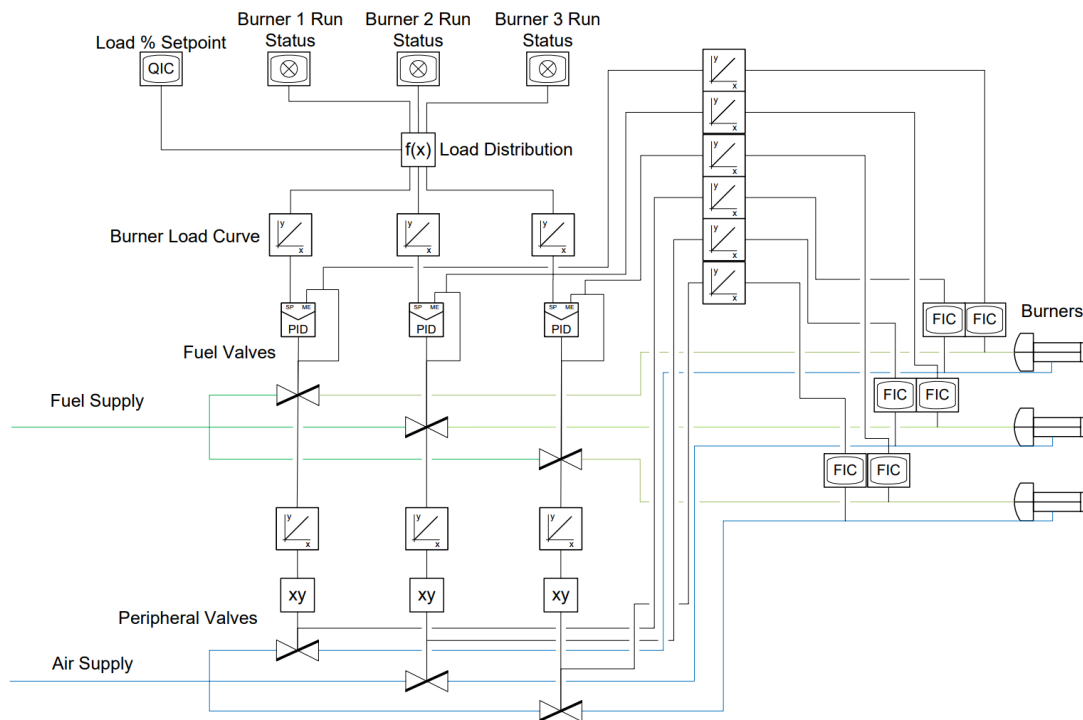 Burner 1 Run
Status
Burner 2 Run
Status
Burner 3 Run
Status
Load % Setpoint
QIC
f(x)
Load Distribution
y
x
y
x
y
x
y
x
y
x
y
x
Burner Load Curve
y
x
y
x
y
x
SP ME
PID
SP ME
PID
SP ME
PID
FIC
FIC
Burners
Fuel Valves
Fuel Supply
FIC
FIC
FIC
FIC
y
x
y
x
y
x
xy
xy
xy
Peripheral Valves
Air Supply